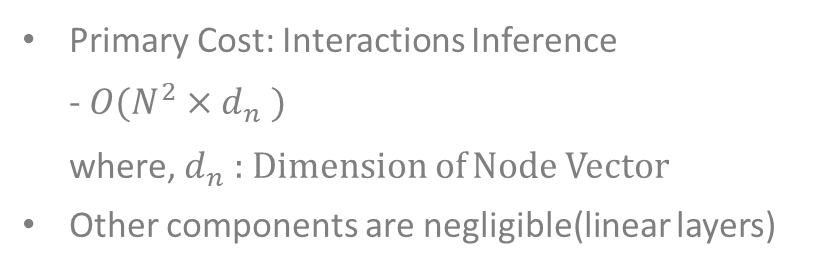 • Primary Cost: Interactions Inference
- 𝑂(𝑁² × 𝑑ₙ )
where, 𝑑ₙ : Dimension of Node Vector
• Other components are negligible(linear layers)